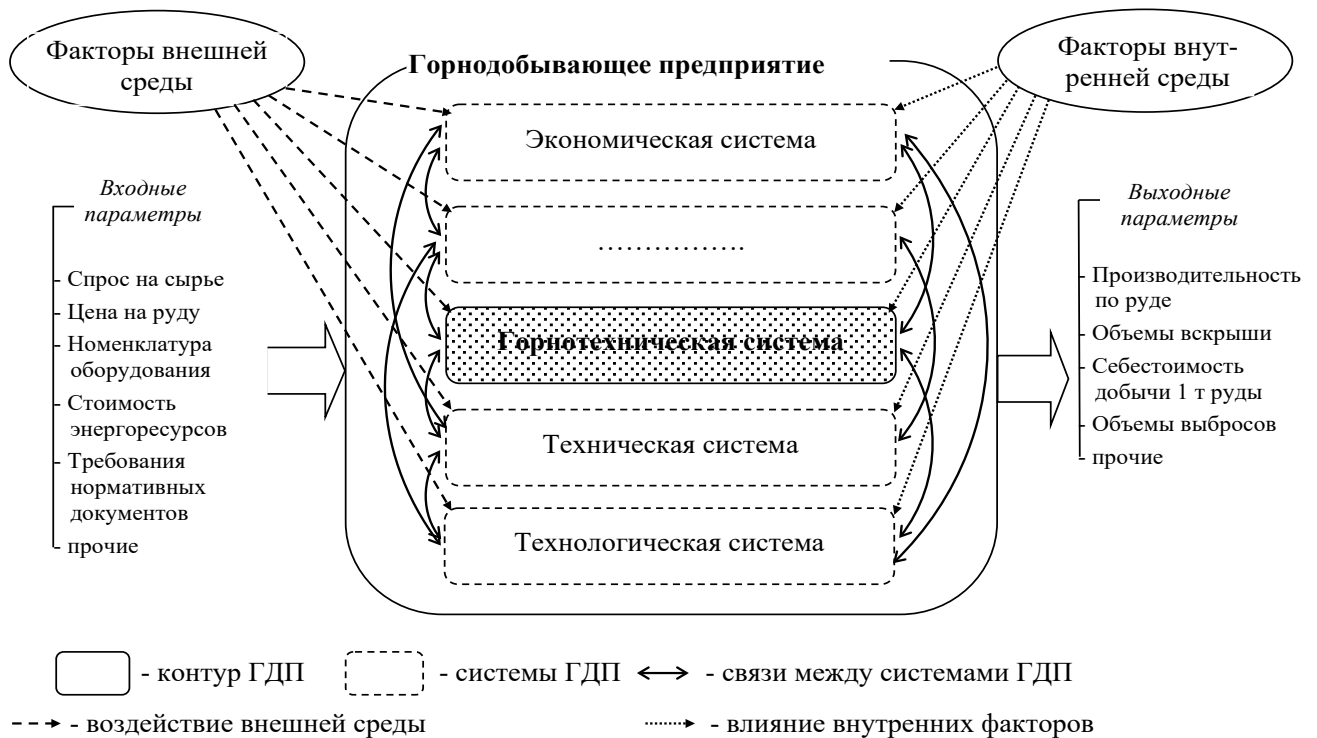 Факторы внешней
среды
Горнодобывающее предприятие
Факторы внут-
ренней среды
Входные
параметры
- Спрос на сырье
- Цена на руду
- Номенклатура
оборудования
- Стоимость
энергоресурсов
- Требования
нормативных
документов
- прочие
Экономическая система
................
Горнотехническая система
Техническая система
Технологическая система
Выходные
параметры
- Производительность
по руде
- Объемы вскрыши
- Себестоимость
добычи 1 т руды
- Объемы выбросов
- прочие
- контур ГДП
- системы ГДП
- связи между системами ГДП
- воздействие внешней среды
- влияние внутренних факторов